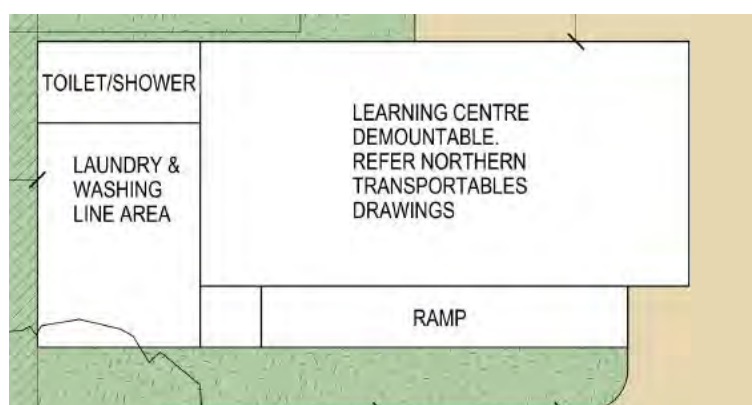 TOILET/SHOWER
LAUNDRY &
WASHING
LINE AREA
LEARNING CENTRE
DEMOUNTABLE.
REFER NORTHERN
TRANSPORTABLES
DRAWINGS
RAMP